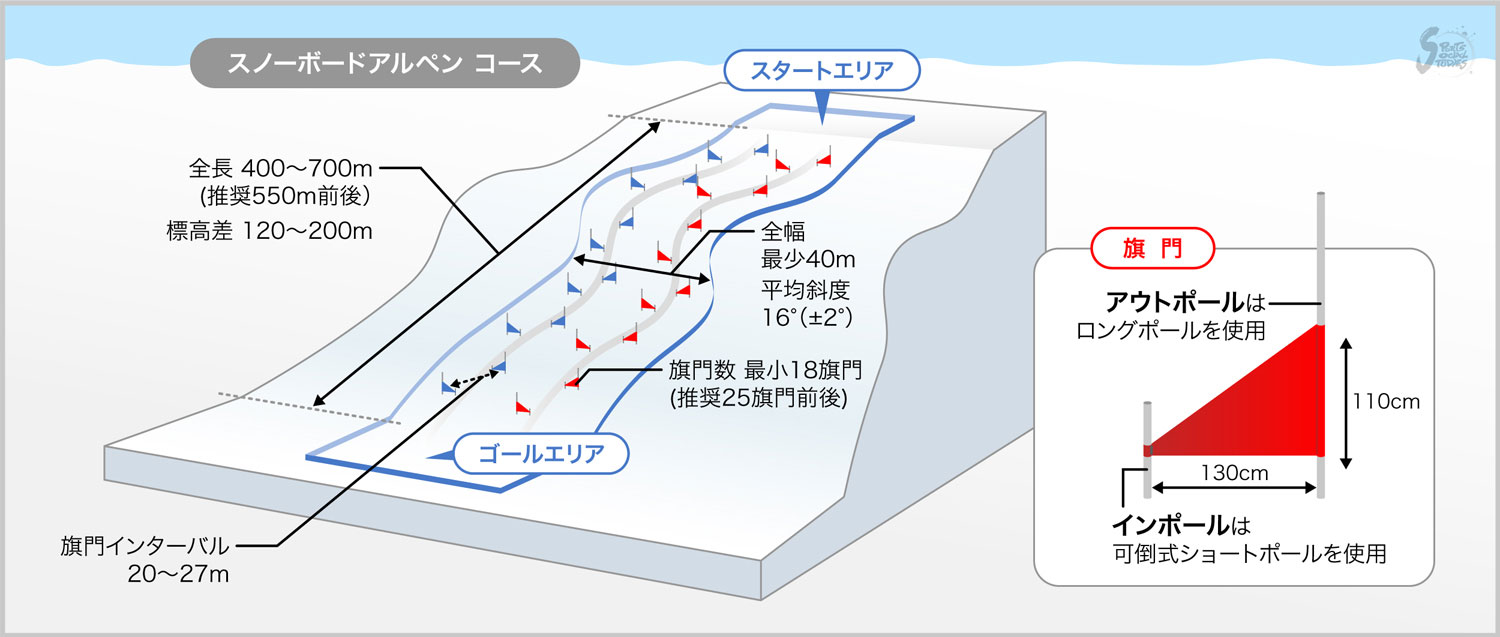 スノーボードアルペン コース
スタートエリア
SPORTS
SOCIAL
STUDIES
全長 400～700m
(推奨550m前後)
標高差 120～200m
全幅
最少40m
平均斜度
16°(±2°)
旗門数 最小18旗門
(推奨25旗門前後)
ゴールエリア
旗門インターバル
20～27m
旗 門
アウトポールは
ロングポールを使用
110cm
130cm
インポールは
可倒式ショートポールを使用